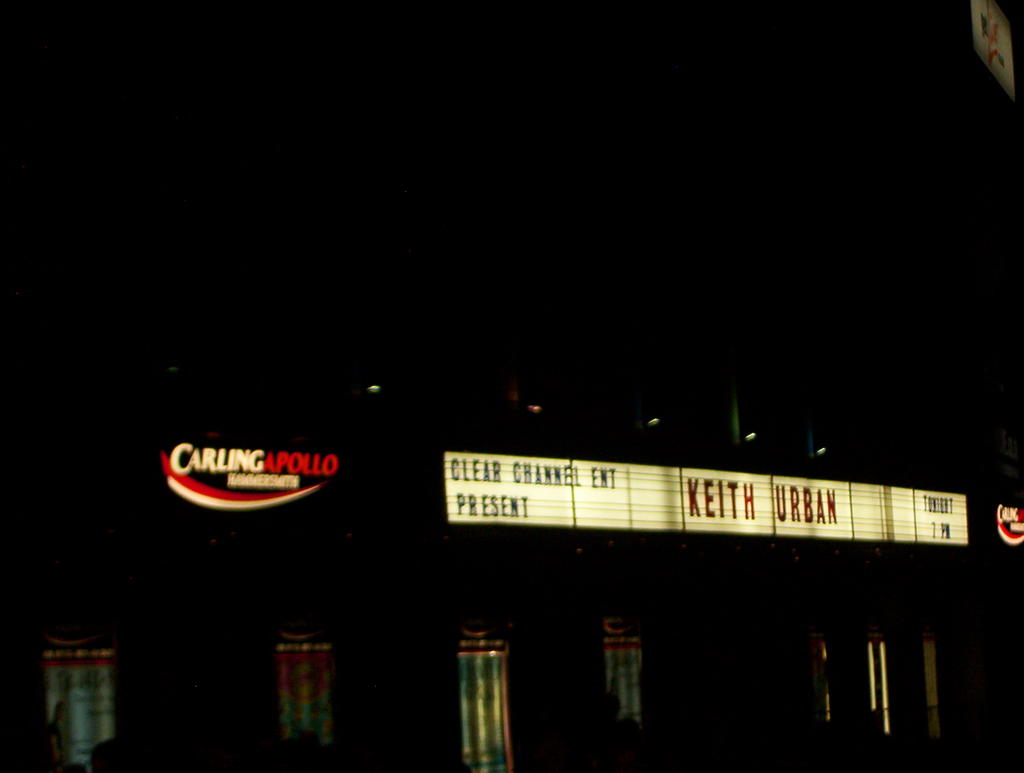 CARLING APOLLO
HAMMERSMITH
CLEAR CHANNEL ENT
PRESENT
KEITH URBAN
TONIGHT
7 PM